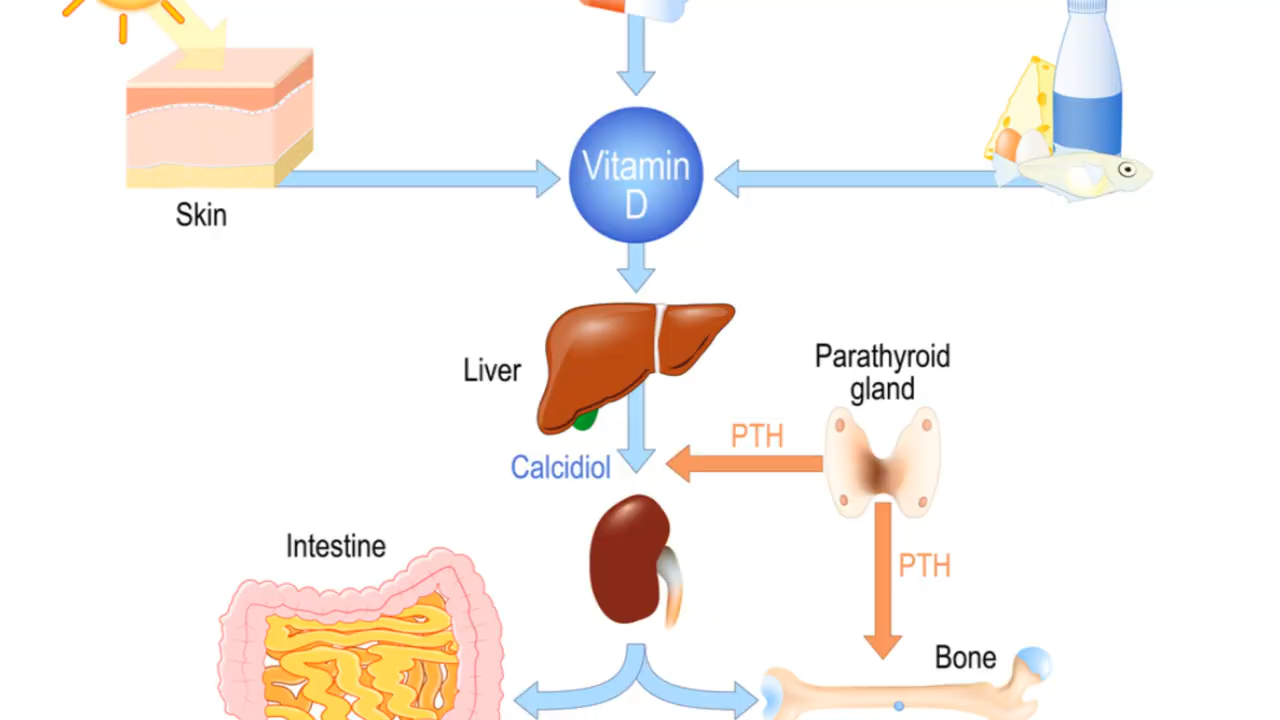 Vitamin
D
Skin
Liver
Parathyroid
gland
PTH
Calcidiol
Intestine
PTH
Bone